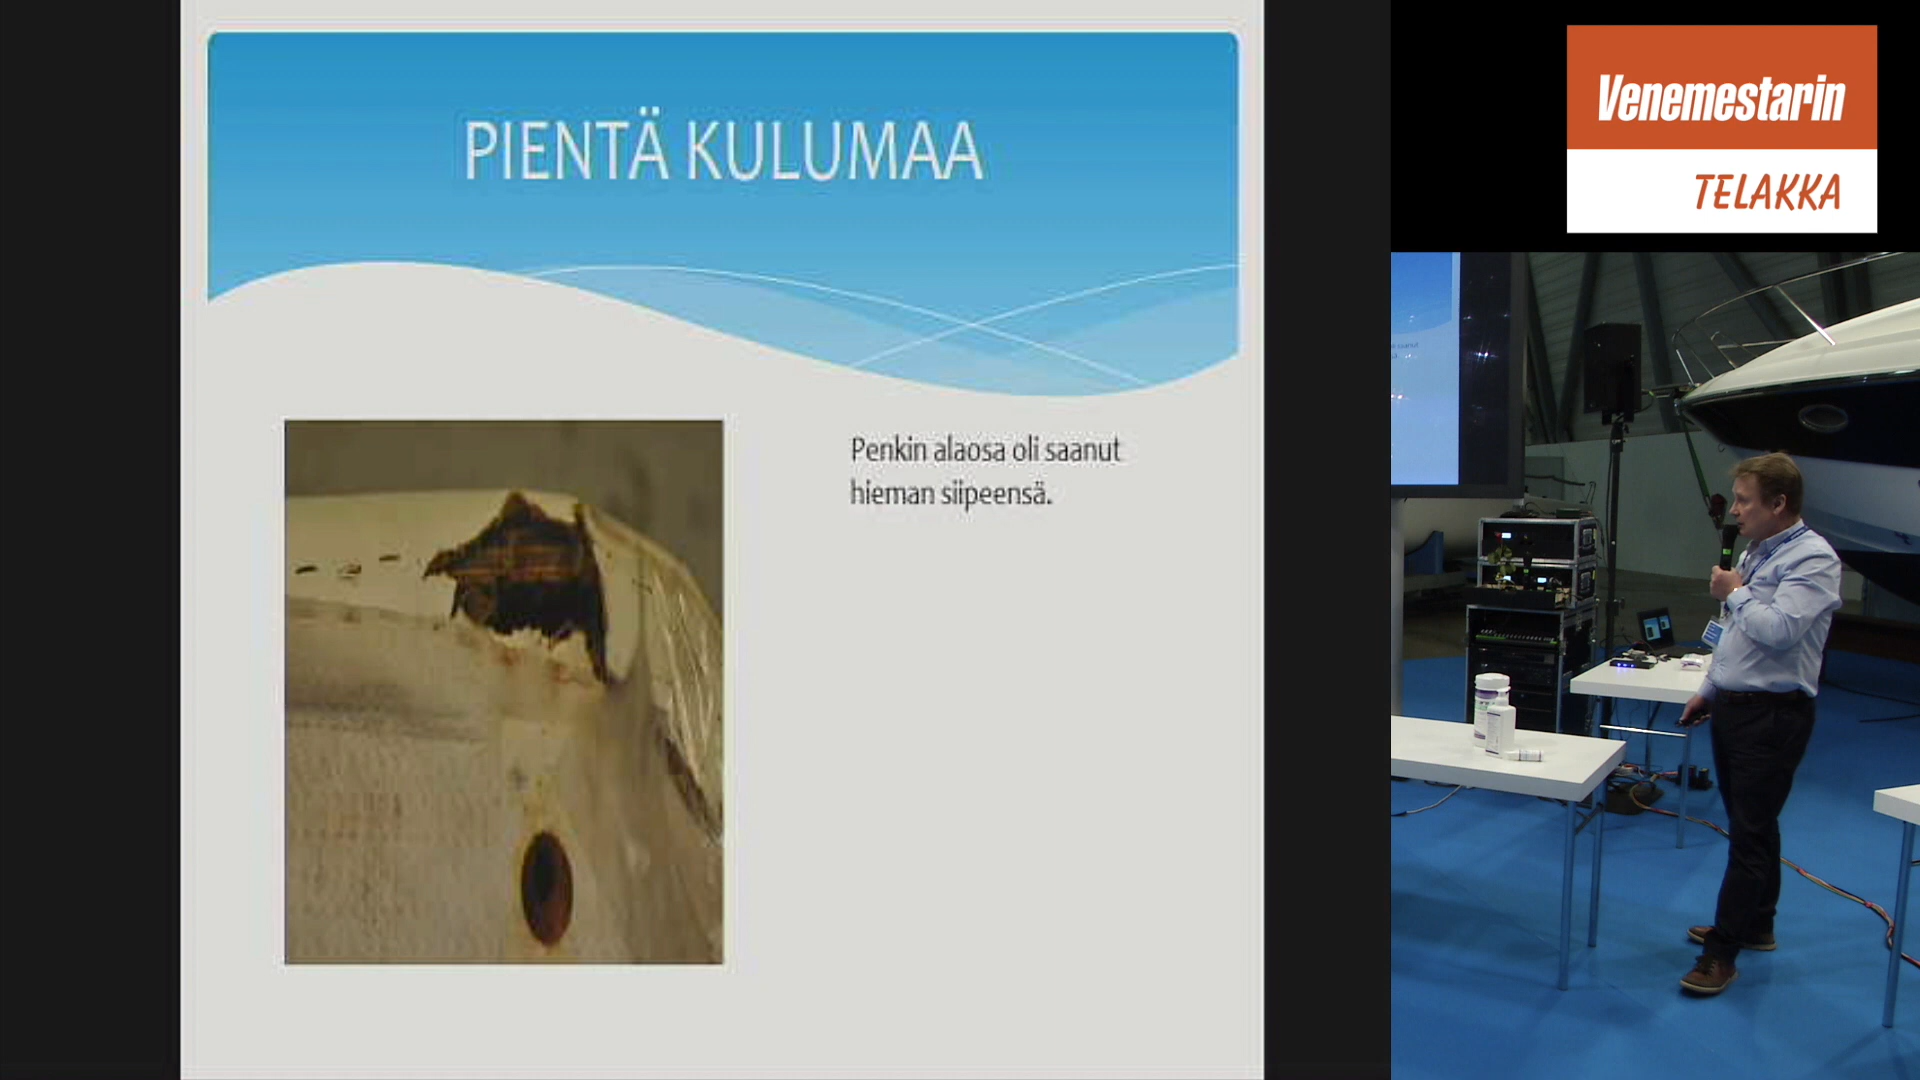 PIENTÄ KULUMAA
Penkin alaosa oli saanut
hieman siipeensä.
Venemestarin
TELAKKA